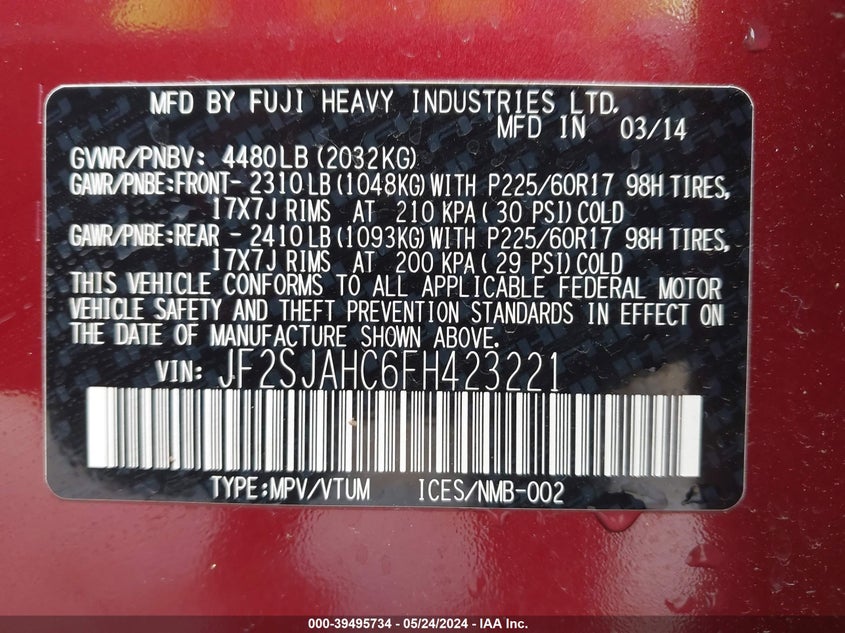 MFD BY FUJI HEAVY INDUSTRIES LTD.
MFD IN 03/14
GVWR/PNBV: 4480LB(2032KG)
GAWR/PNBE:FRONT- 2310LB(1048KG)WITH P225/60R17 98H TIRES,
17X7J RIMS AT 210 KPA(30 PSI)COLD
GAWR/PNBE:REAR - 2410LB(1093KG)WITH P225/60R17 98H TIRES,
17X7J RIMS AT 200 KPA(29 PSI)COLD
THIS VEHICLE CONFORMS TO ALL APPLICABLE FEDERAL MOTOR
VEHICLE SAFETY AND THEFT PREVENTION STANDARDS IN EFFECT ON
THE DATE OF MANUFACTURE SHOWN ABOVE.
VIN: JF2SJAHC6FH423221
TYPE:MPV/VTUM ICES/NMB-002
000-39495734 - 05/24/2024 - IAA Inc.